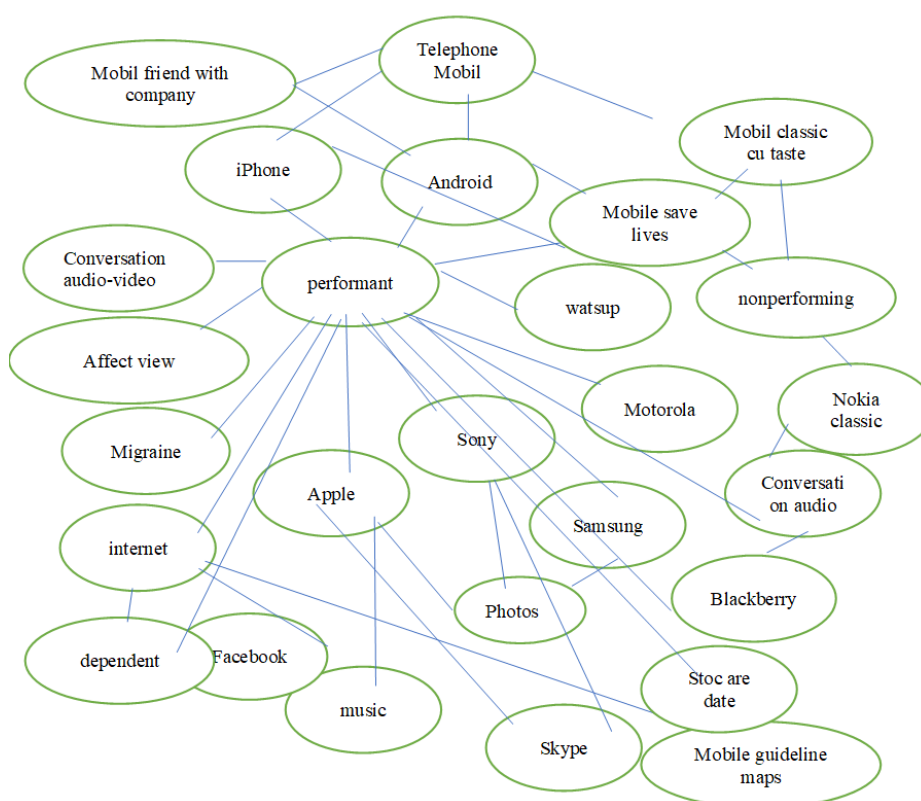 Telephone
Mobil
Mobil friend with
company
Mobil classic
cu taste
iPhone
Android
Mobile save
lives
Conversation
audio-video
performant
watsup
nonperforming
Affect view
Motorola
Nokia
classic
Sony
Migraine
Apple
Conversati
on audio
Samsung
internet
Blackberry
Photos
dependent
Facebook
Stoc are
date
music
Skype
Mobile guideline
maps